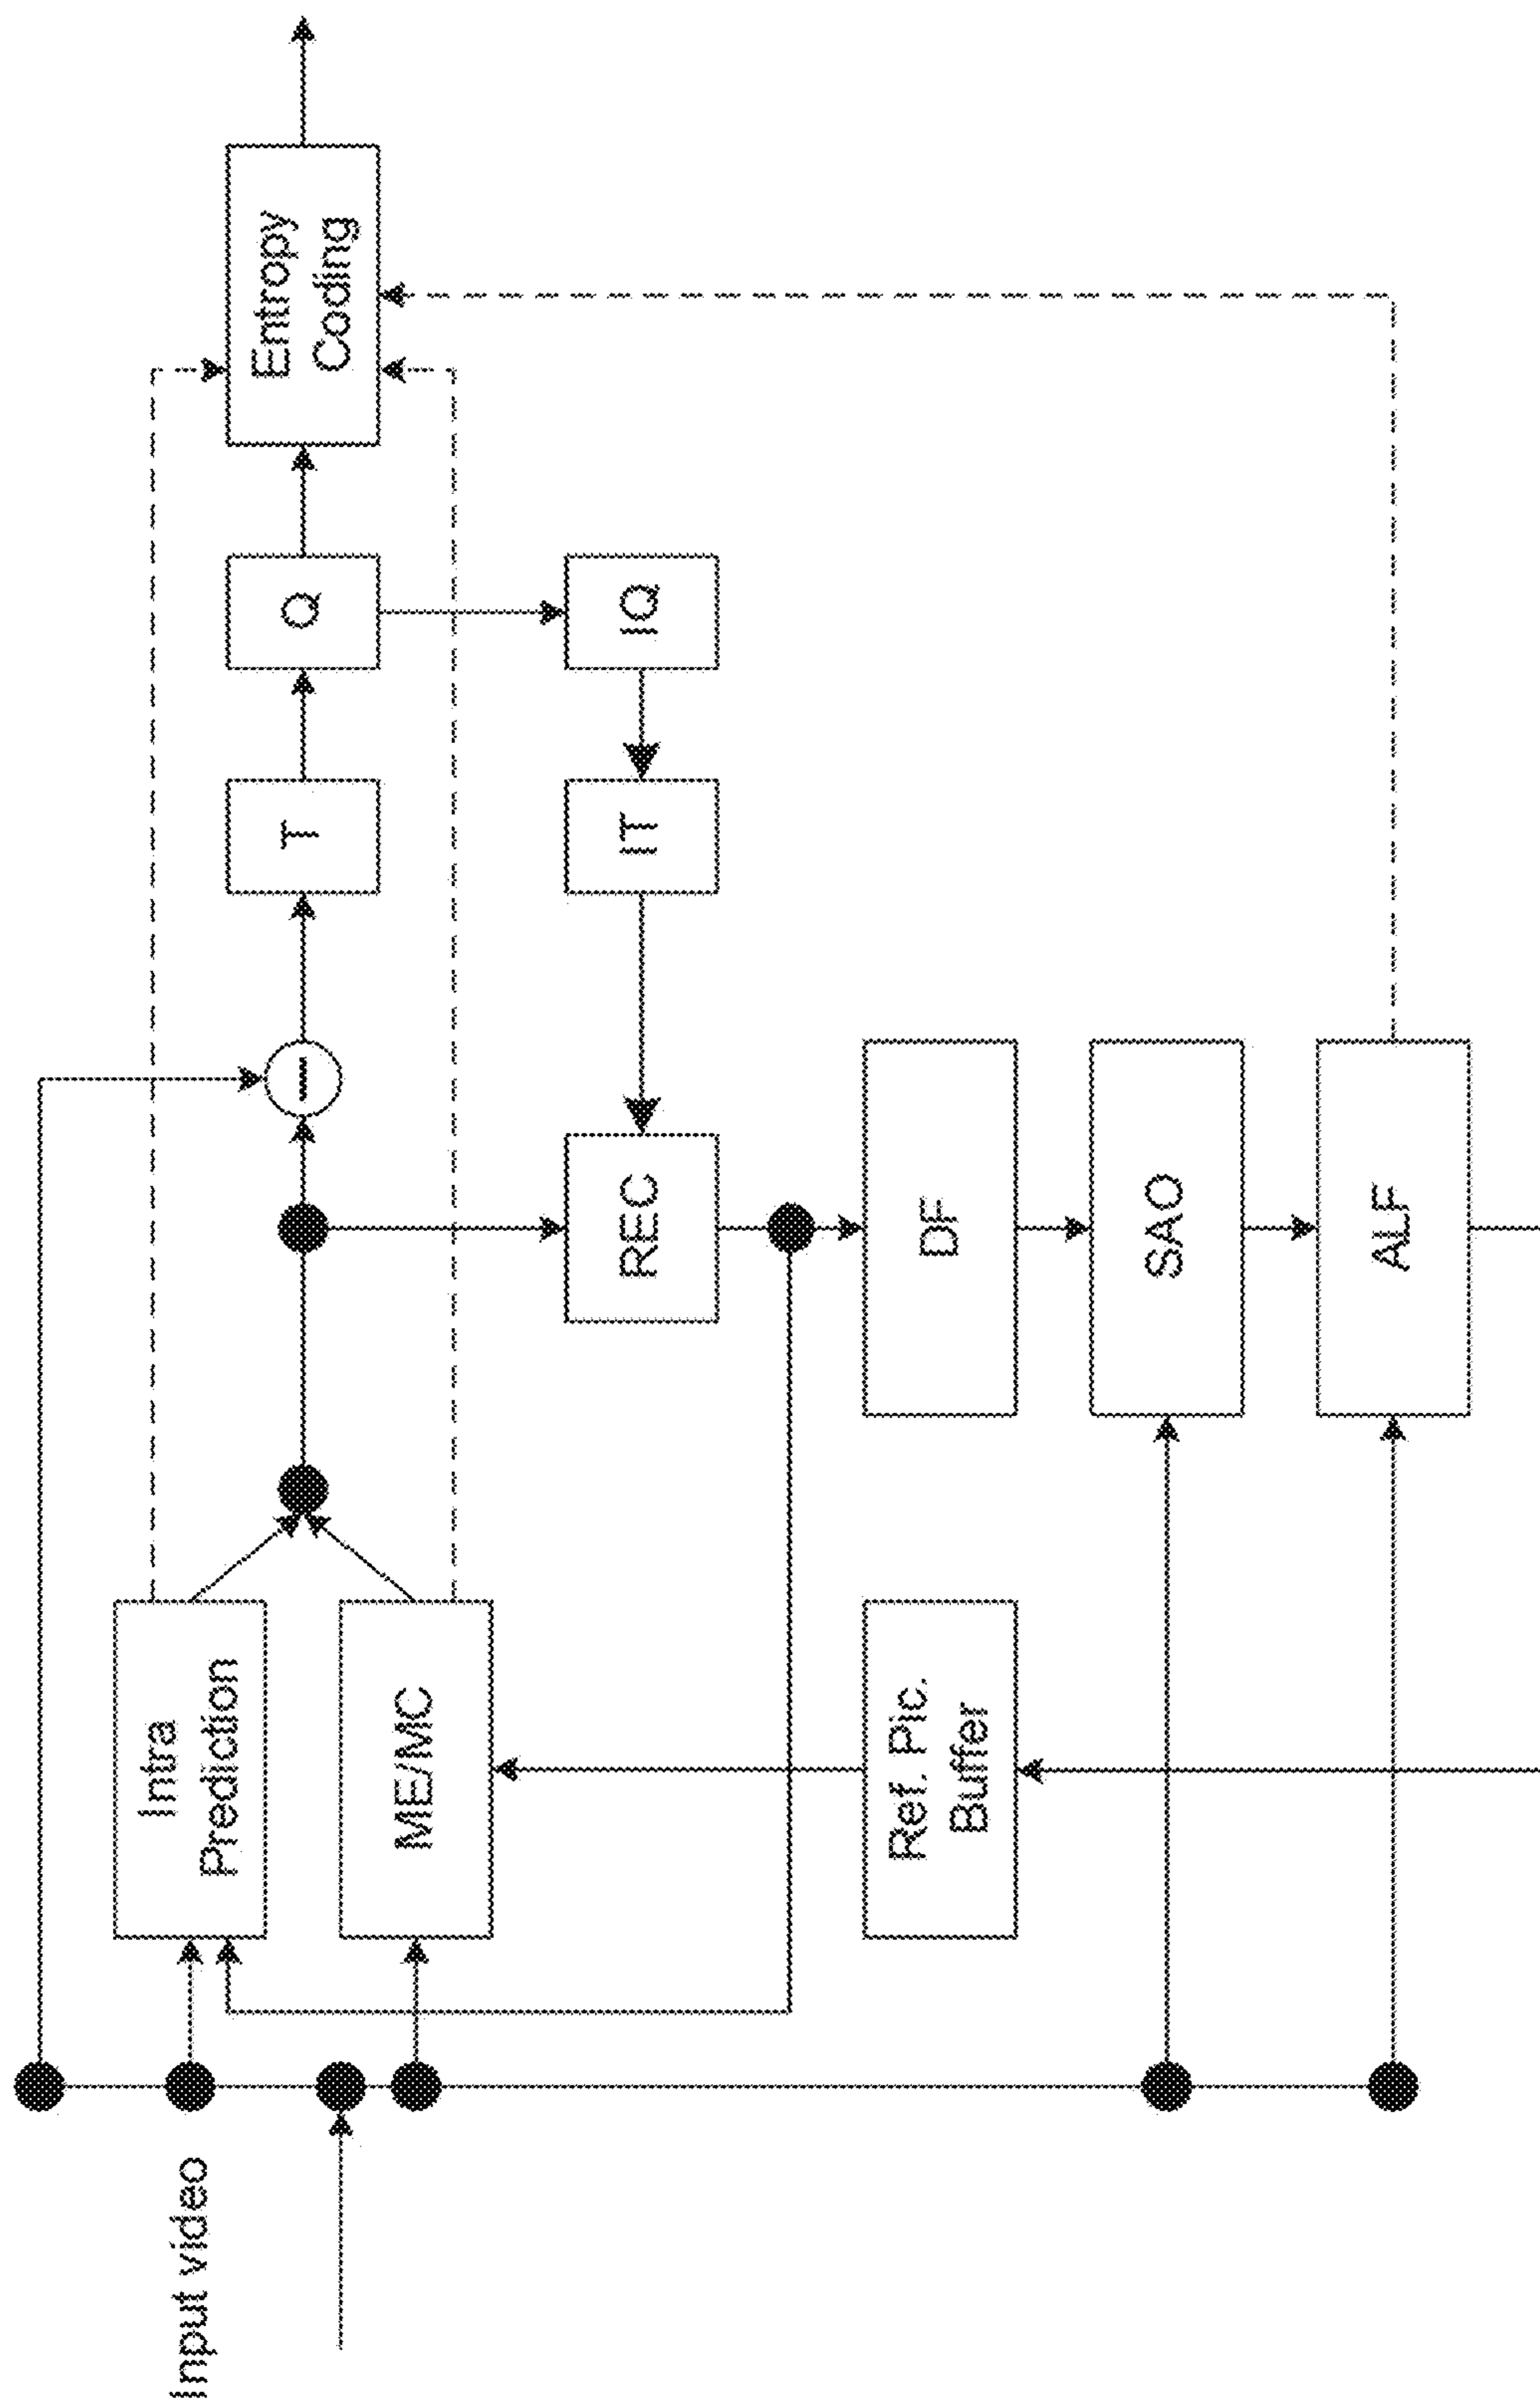 Input video
Intra
Prediction
ME/MC
Ref. Pic.
Buffer
T
Q
Entropy
Coding
IT
IQ
REC
DF
SAO
ALF